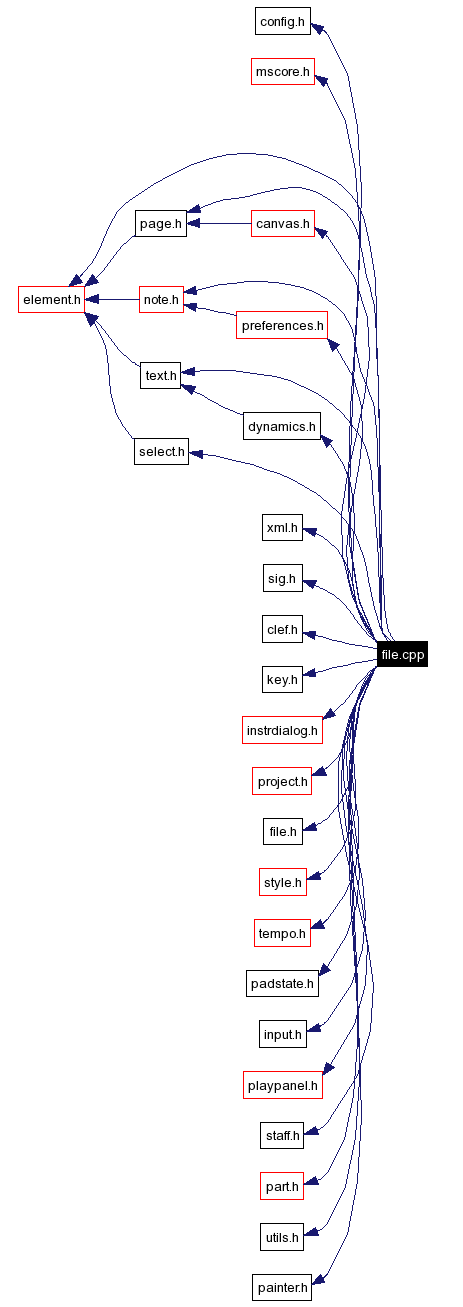 config.h
mscore.h
page.h
canvas.h
element.h
note.h
preferences.h
text.h
dynamics.h
select.h
xml.h
sig.h
clef.h
file.cpp
key.h
instrdialog.h
project.h
file.h
style.h
tempo.h
padstate.h
input.h
playpanel.h
staff.h
part.h
utils.h
painter.h